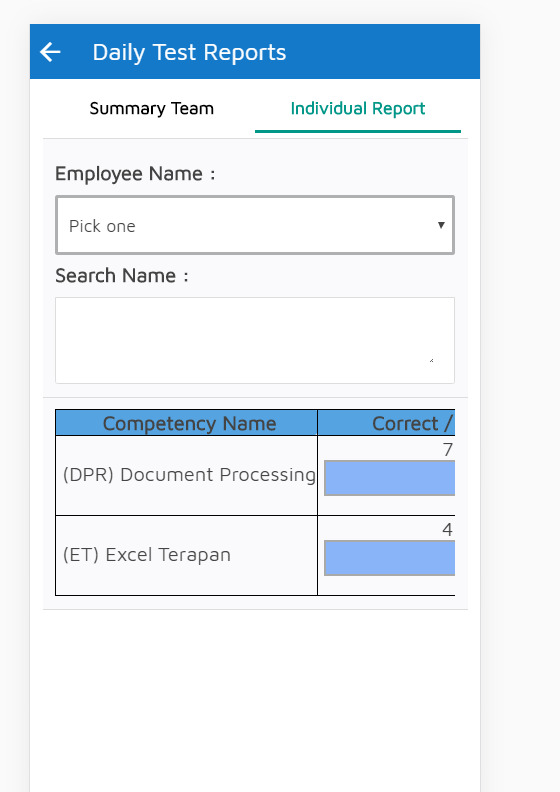 Daily Test Reports
Summary Team Individual Report
Employee Name :
Pick one
Search Name :
Competency Name Correct /
7
(DPR) Document Processing
4
(ET) Excel Terapan